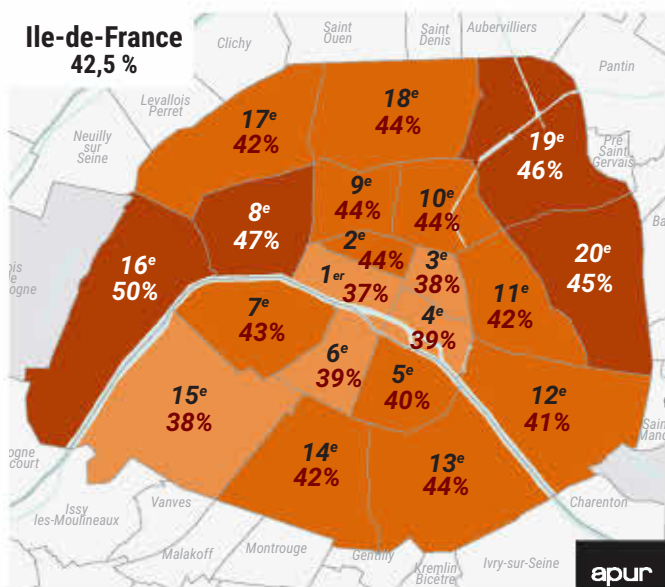 Ile-de-France
42,5 %
Clichy
Saint
Ouen
Saint
Denis
Aubervilliers
Pantin
Levallois
Perret
Neuilly
sur
Seine
Pré
Saint
Gervais
17e
42%
18e
44%
19e
46%
9e
44%
10e
44%
8e
47%
2e
44%
3e
38%
1er
37%
16e
50%
20e
45%
11e
42%
7e
43%
4e
39%
6e
39%
5e
40%
15e
38%
12e
41%
14e
42%
13e
44%
Issy
les-Moulineaux
Vanves
Malakoff
Montrouge
Gentilly
Kremlin
Bicêtre
Ivry-sur-Seine
Charenton
apur